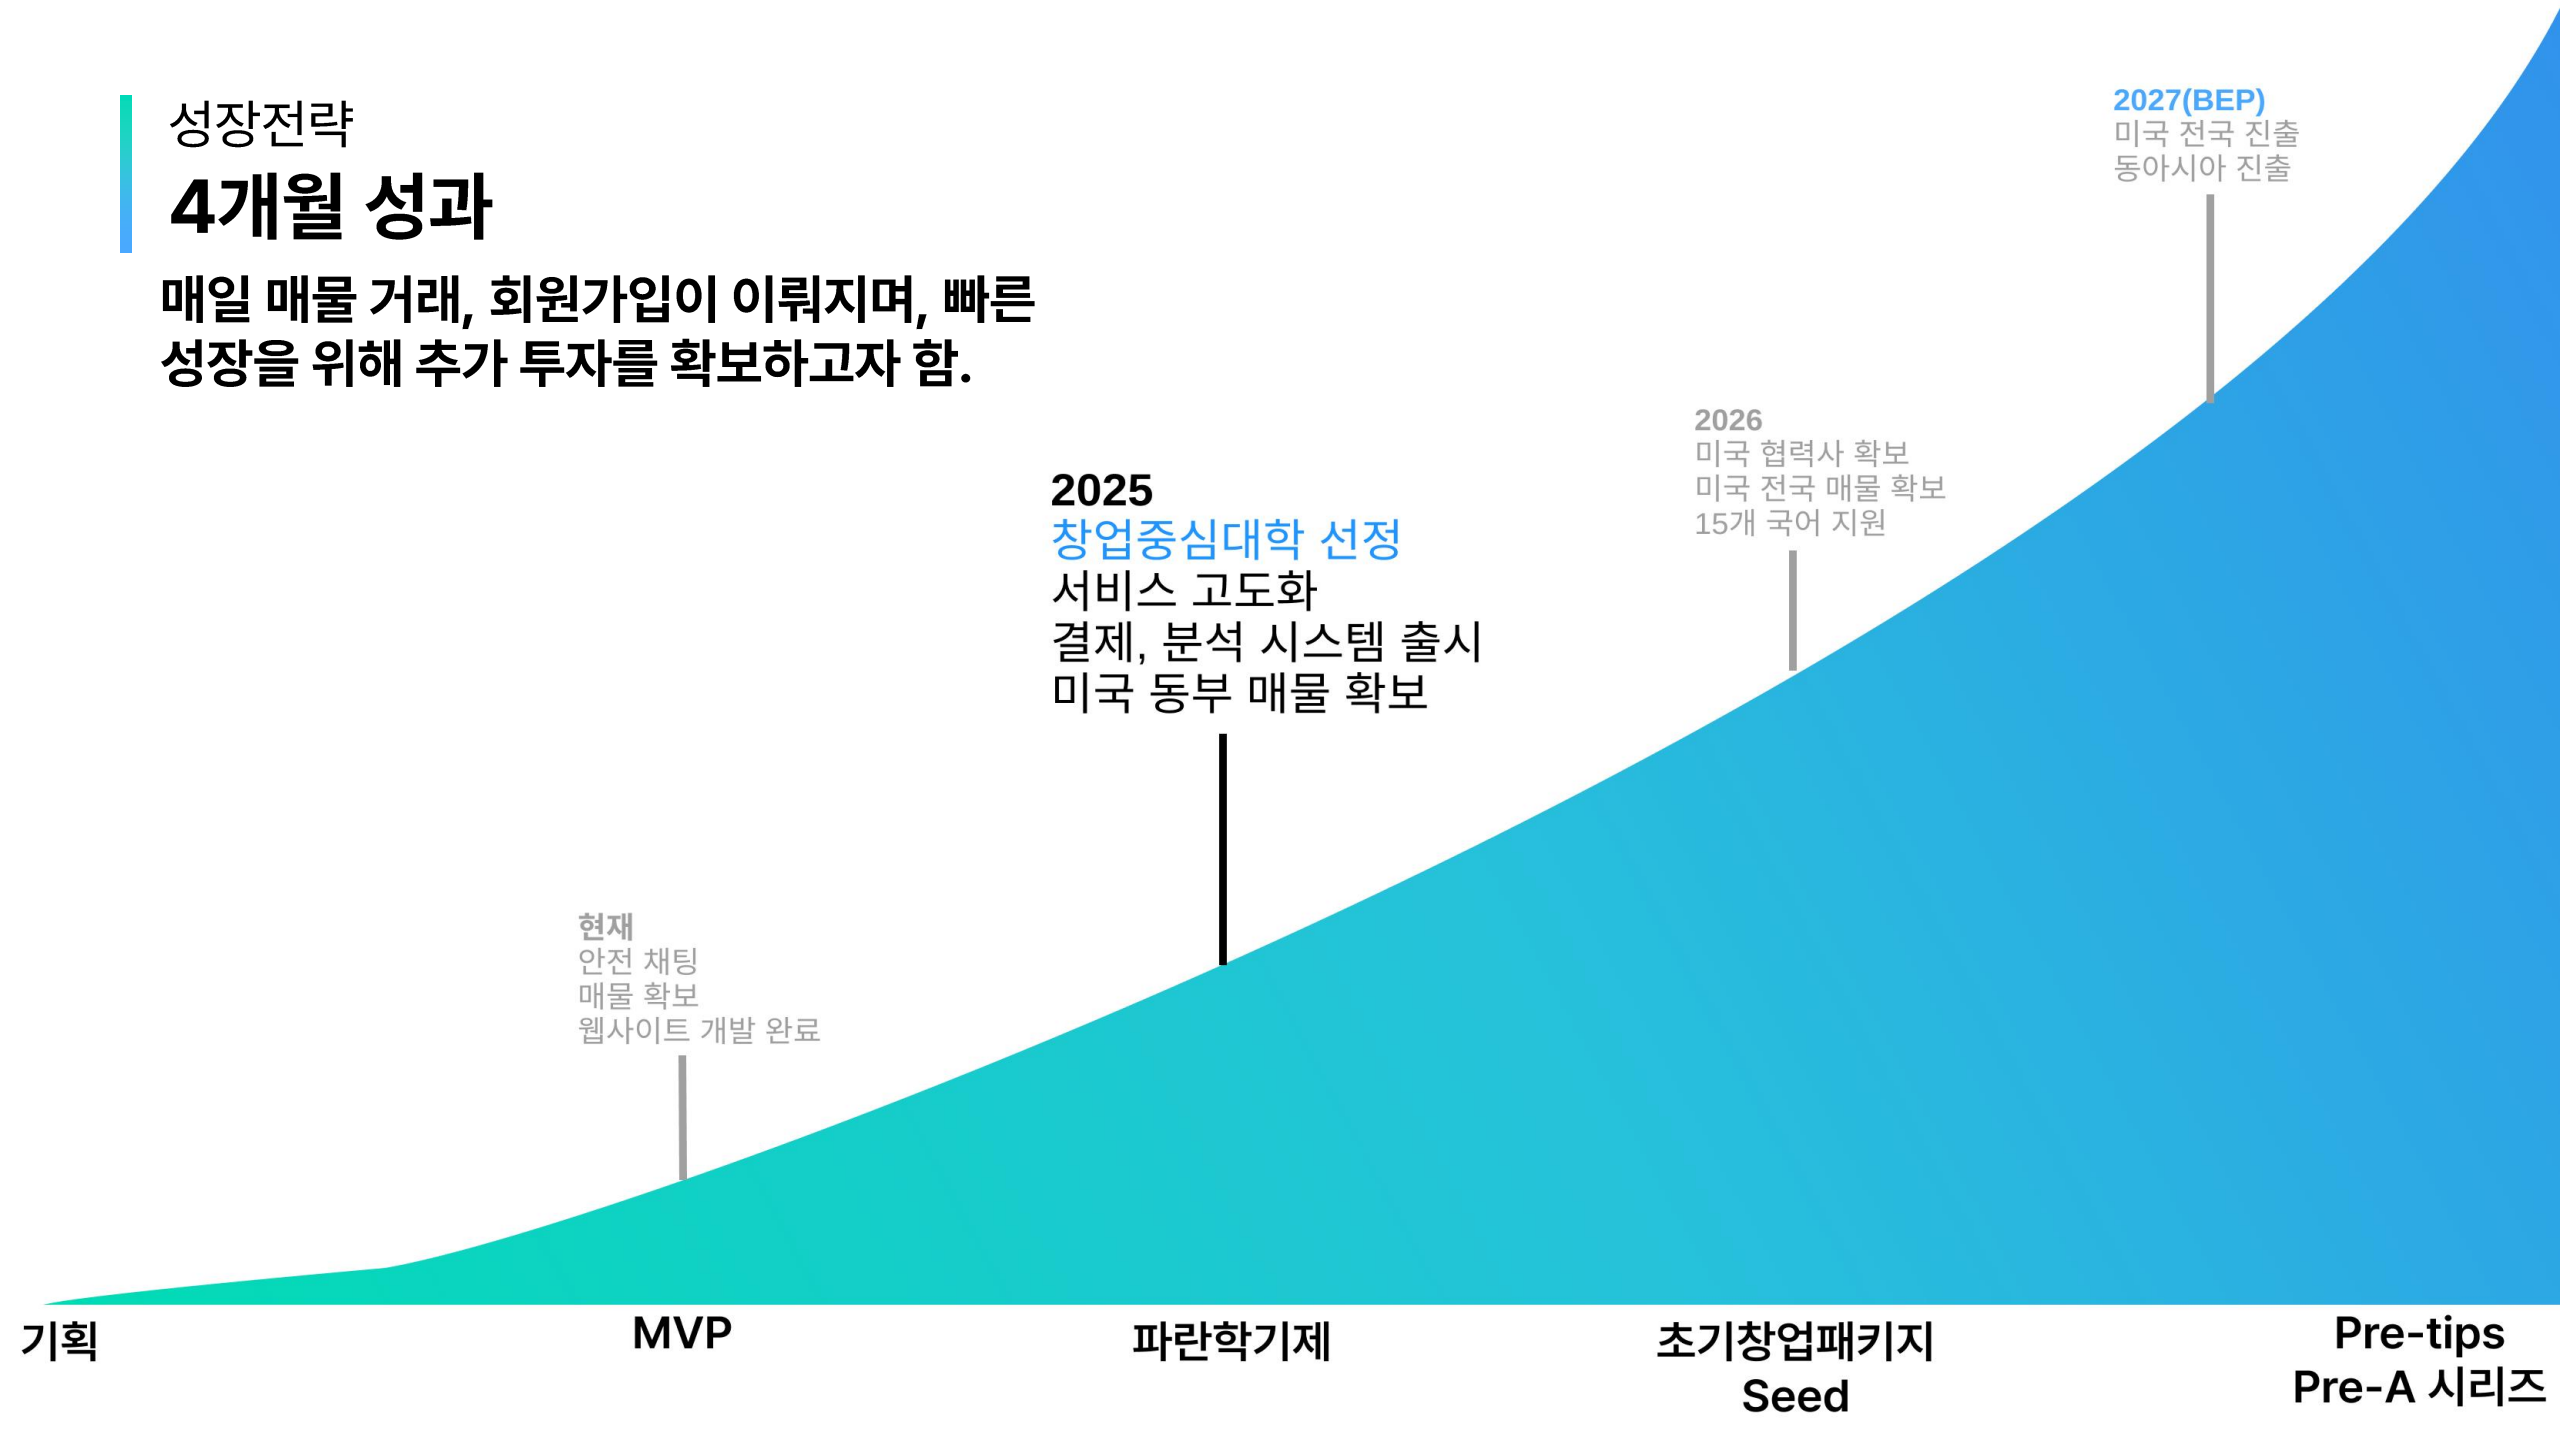 성장전략
4개월 성과
매일 매물 거래, 회원가입이 이뤄지며, 빠른
성장을 위해 추가 투자를 확보하고자 함.
현재
안전 채팅
매물 확보
웹사이트 개발 완료
2025
창업중심대학 선정
서비스 고도화
결제, 분석 시스템 출시
미국 동부 매물 확보
2026
미국 협력사 확보
미국 전국 매물 확보
15개 국어 지원
2027(BEP)
미국 전국 진출
동아시아 진출
기획
MVP
파란학기제
초기창업패키지
Seed
Pre-tips
Pre-A 시리즈